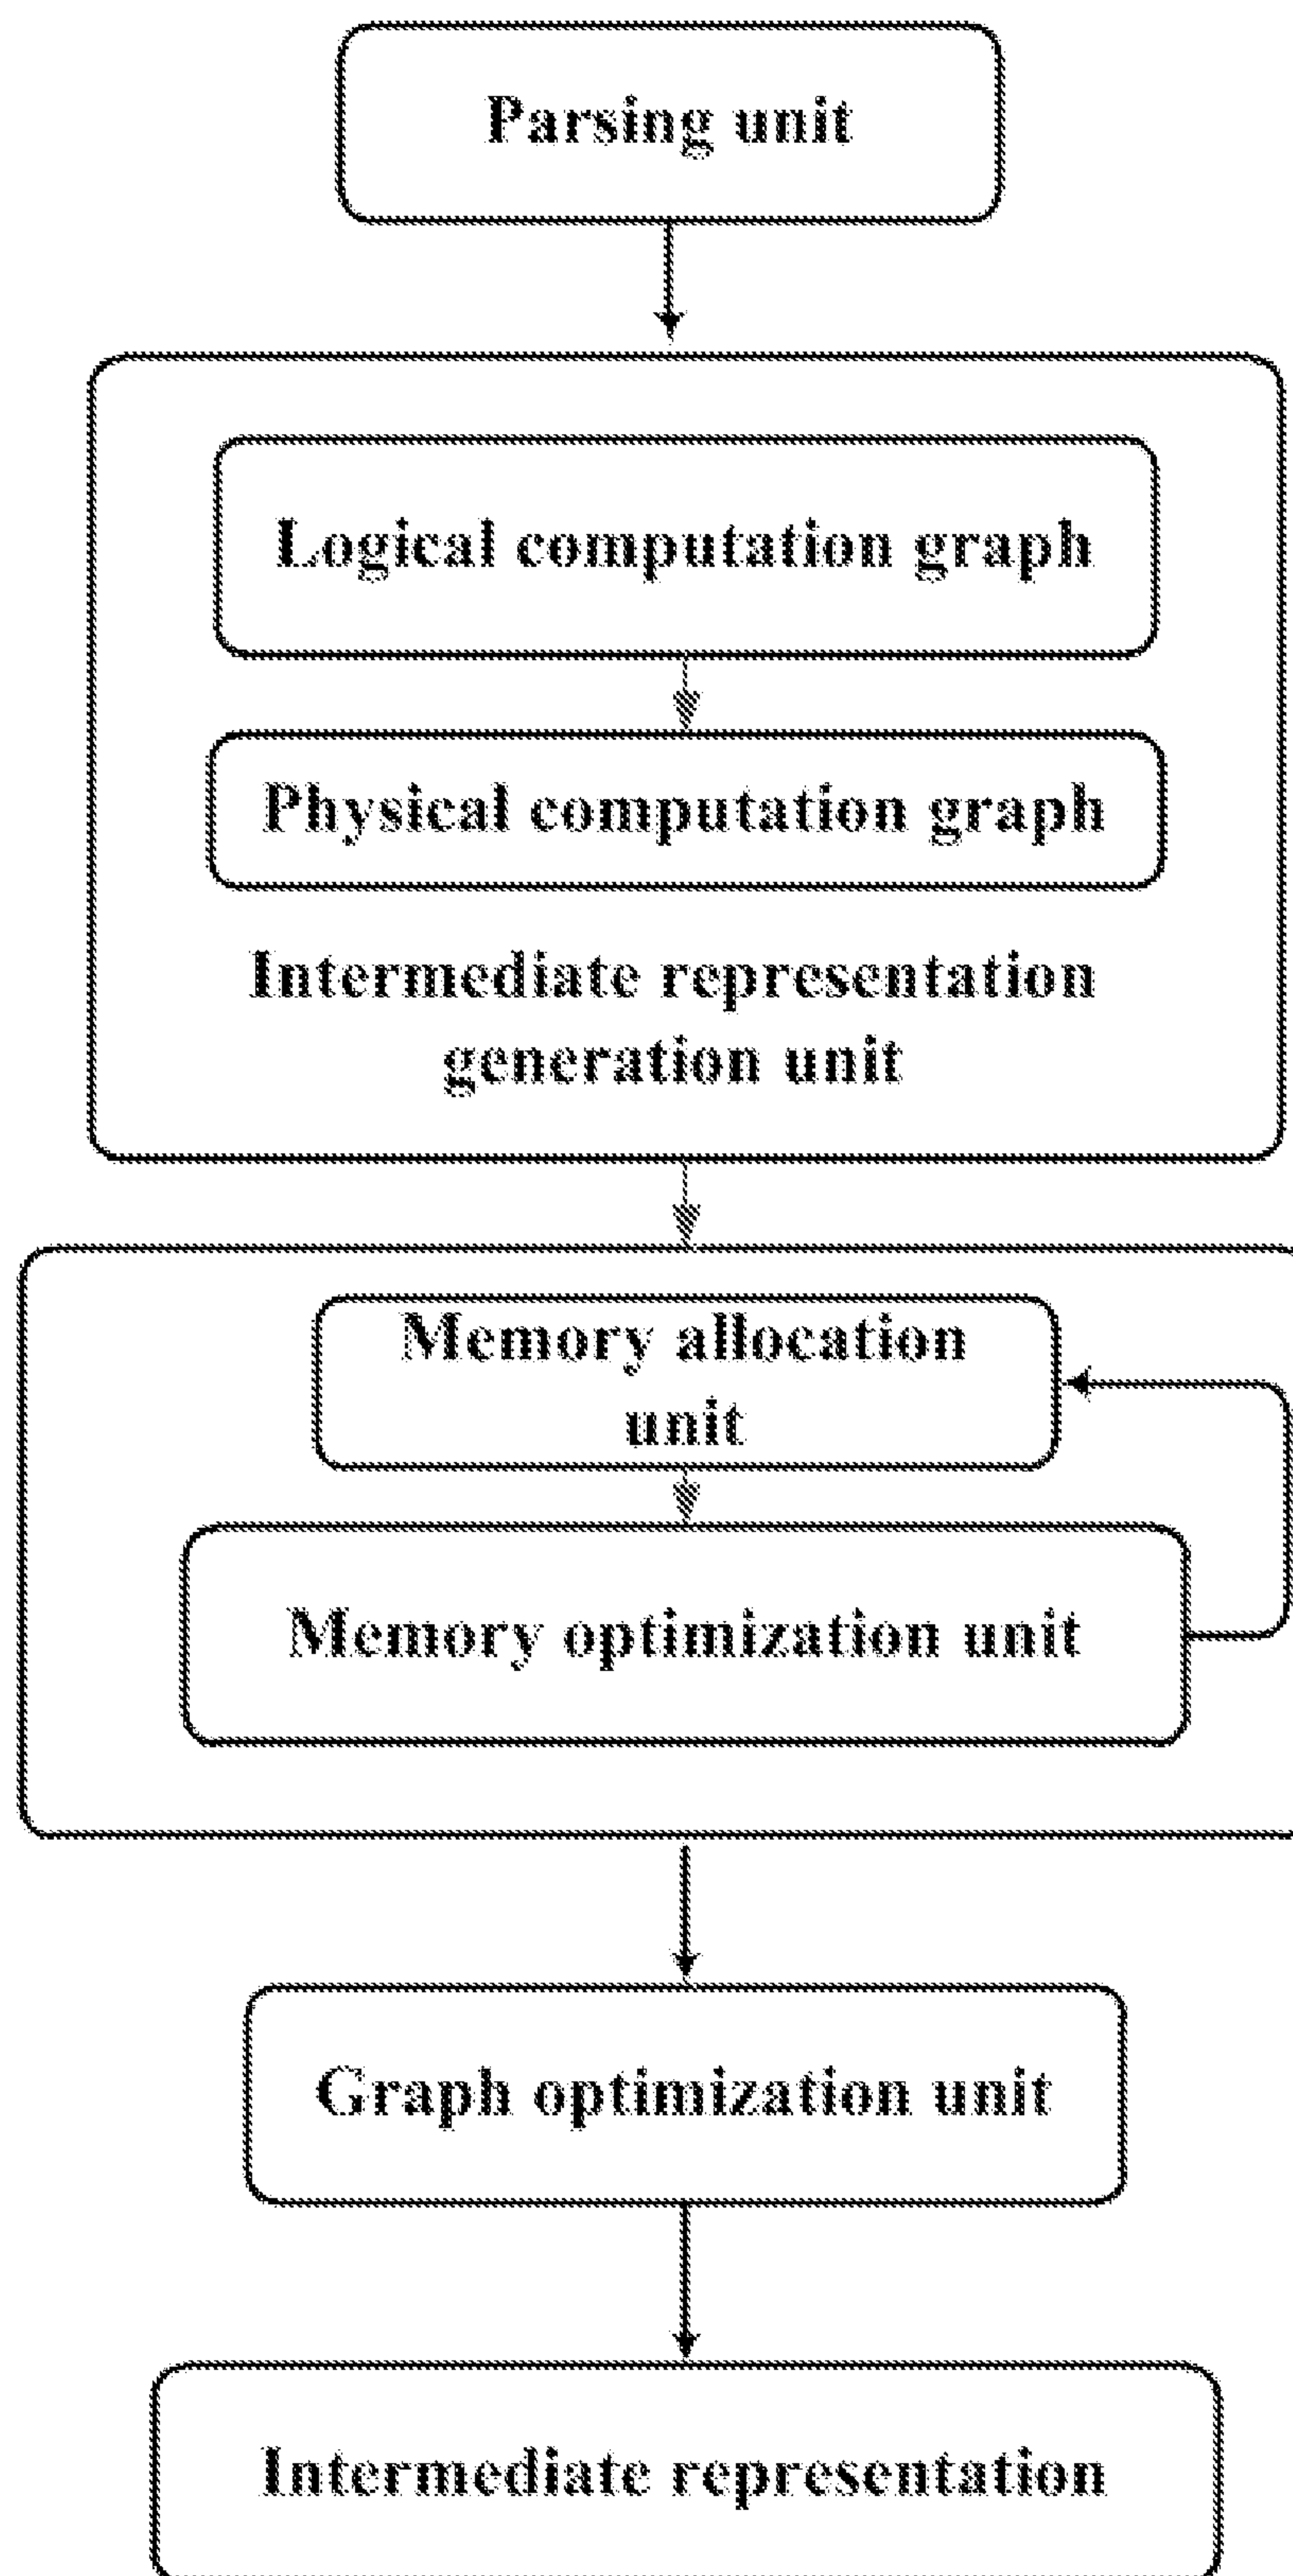 Parsing unit
Logical computation graph
Physical computation graph
Intermediate representation
generation unit
Memory allocation
unit
Memory optimization unit
Graph optimization unit
Intermediate representation